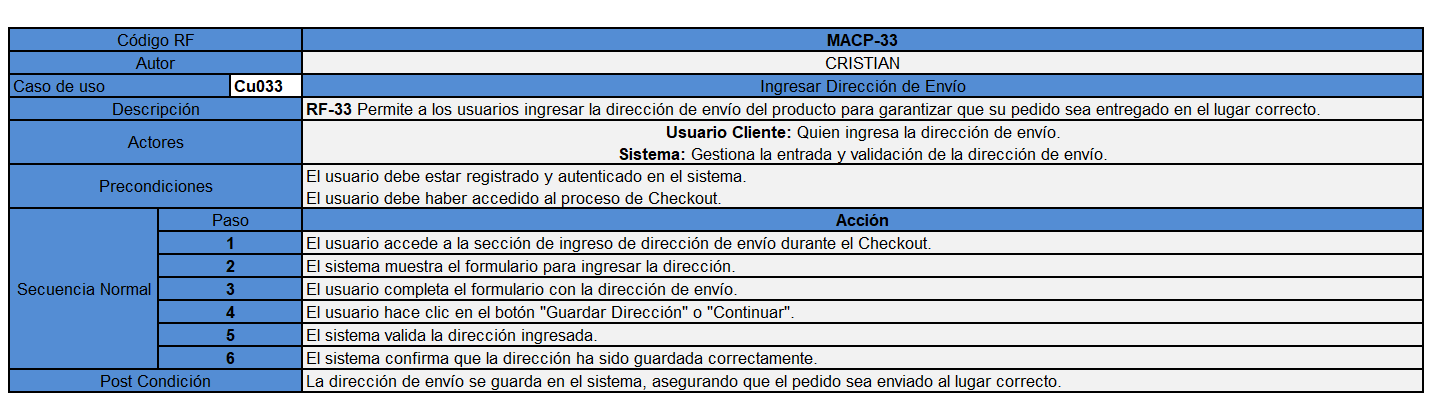 Código RF MACP-33
Autor CRISTIAN
Caso de uso Cu033 Ingresar Dirección de Envío
Descripción RF-33 Permite a los usuarios ingresar la dirección de envío del producto para garantizar que su pedido sea entregado en el lugar correcto.
Actores Usuario Cliente: Quien ingresa la dirección de envío.
Sistema: Gestiona la entrada y validación de la dirección de envío.
Precondiciones El usuario debe estar registrado y autenticado en el sistema.
El usuario debe haber accedido al proceso de Checkout.
Secuencia Normal Paso Acción
1 El usuario accede a la sección de ingreso de dirección de envío durante el Checkout.
2 El sistema muestra el formulario para ingresar la dirección.
3 El usuario completa el formulario con la dirección de envío.
4 El usuario hace clic en el botón "Guardar Dirección" o "Continuar".
5 El sistema valida la dirección ingresada.
6 El sistema confirma que la dirección ha sido guardada correctamente.
Post Condición La dirección de envío se guarda en el sistema, asegurando que el pedido sea enviado al lugar correcto.